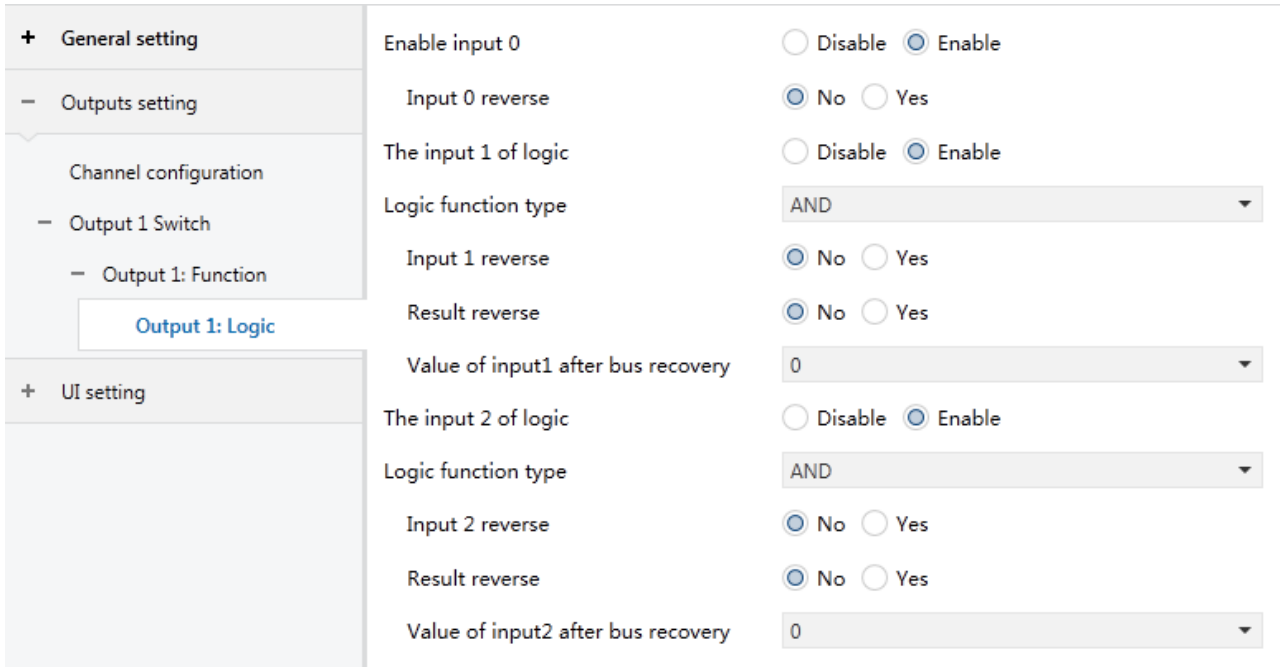 + General setting
− Outputs setting
Channel configuration
− Output 1 Switch
− Output 1: Function
Output 1: Logic
+ UI setting
Enable input 0 Disable Enable
Input 0 reverse No Yes
The input 1 of logic Disable Enable
Logic function type AND
Input 1 reverse No Yes
Result reverse No Yes
Value of input1 after bus recovery 0
The input 2 of logic Disable Enable
Logic function type AND
Input 2 reverse No Yes
Result reverse No Yes
Value of input2 after bus recovery 0